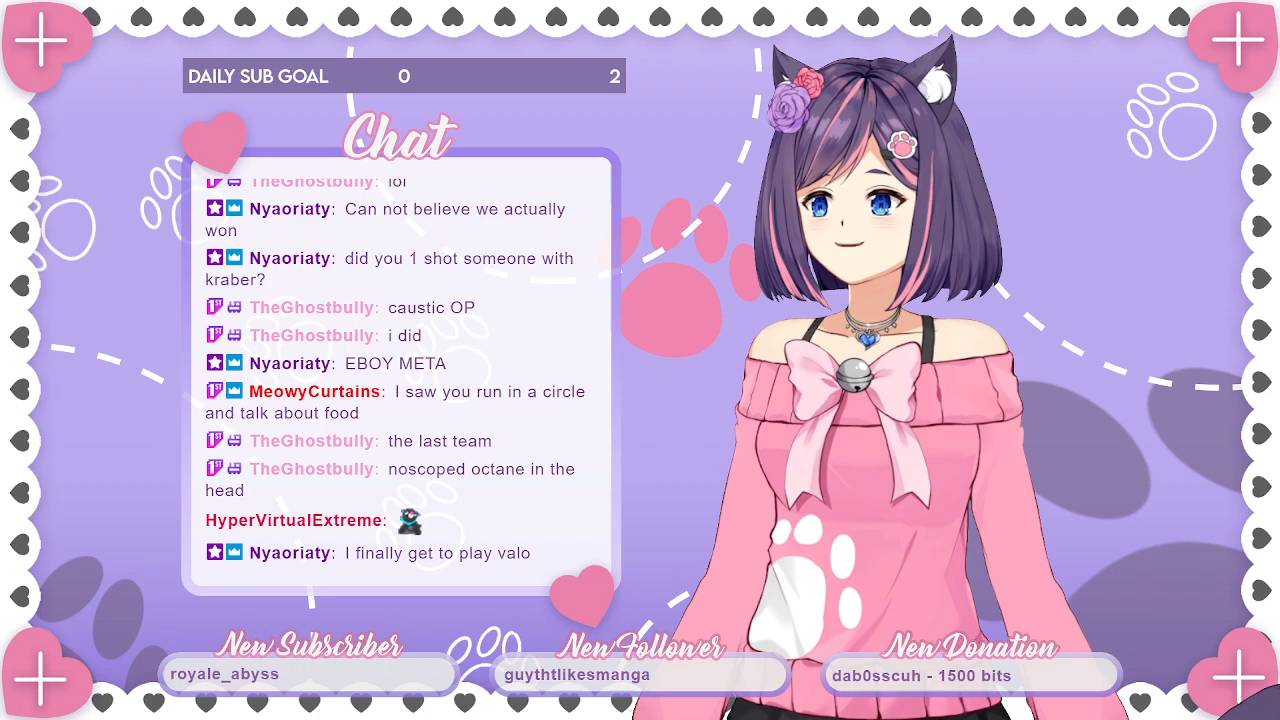 DAILY SUB GOAL 0 2
Chat
TheGhostbully: lol
Nyaoriaty: Can not believe we actually
won
Nyaoriaty: did you 1 shot someone with
kraber?
TheGhostbully: caustic OP
TheGhostbully: i did
Nyaoriaty: EBOY META
MeowyCurtains: I saw you run in a circle
and talk about food
TheGhostbully: the last team
TheGhostbully: noscoped octane in the
head
HyperVirtualExtreme:
Nyaoriaty: I finally get to play valo
New Subscriber
royale_abyss
New Follower
guythtlikesmanga
New Donation
dab0sscuh - 1500 bits